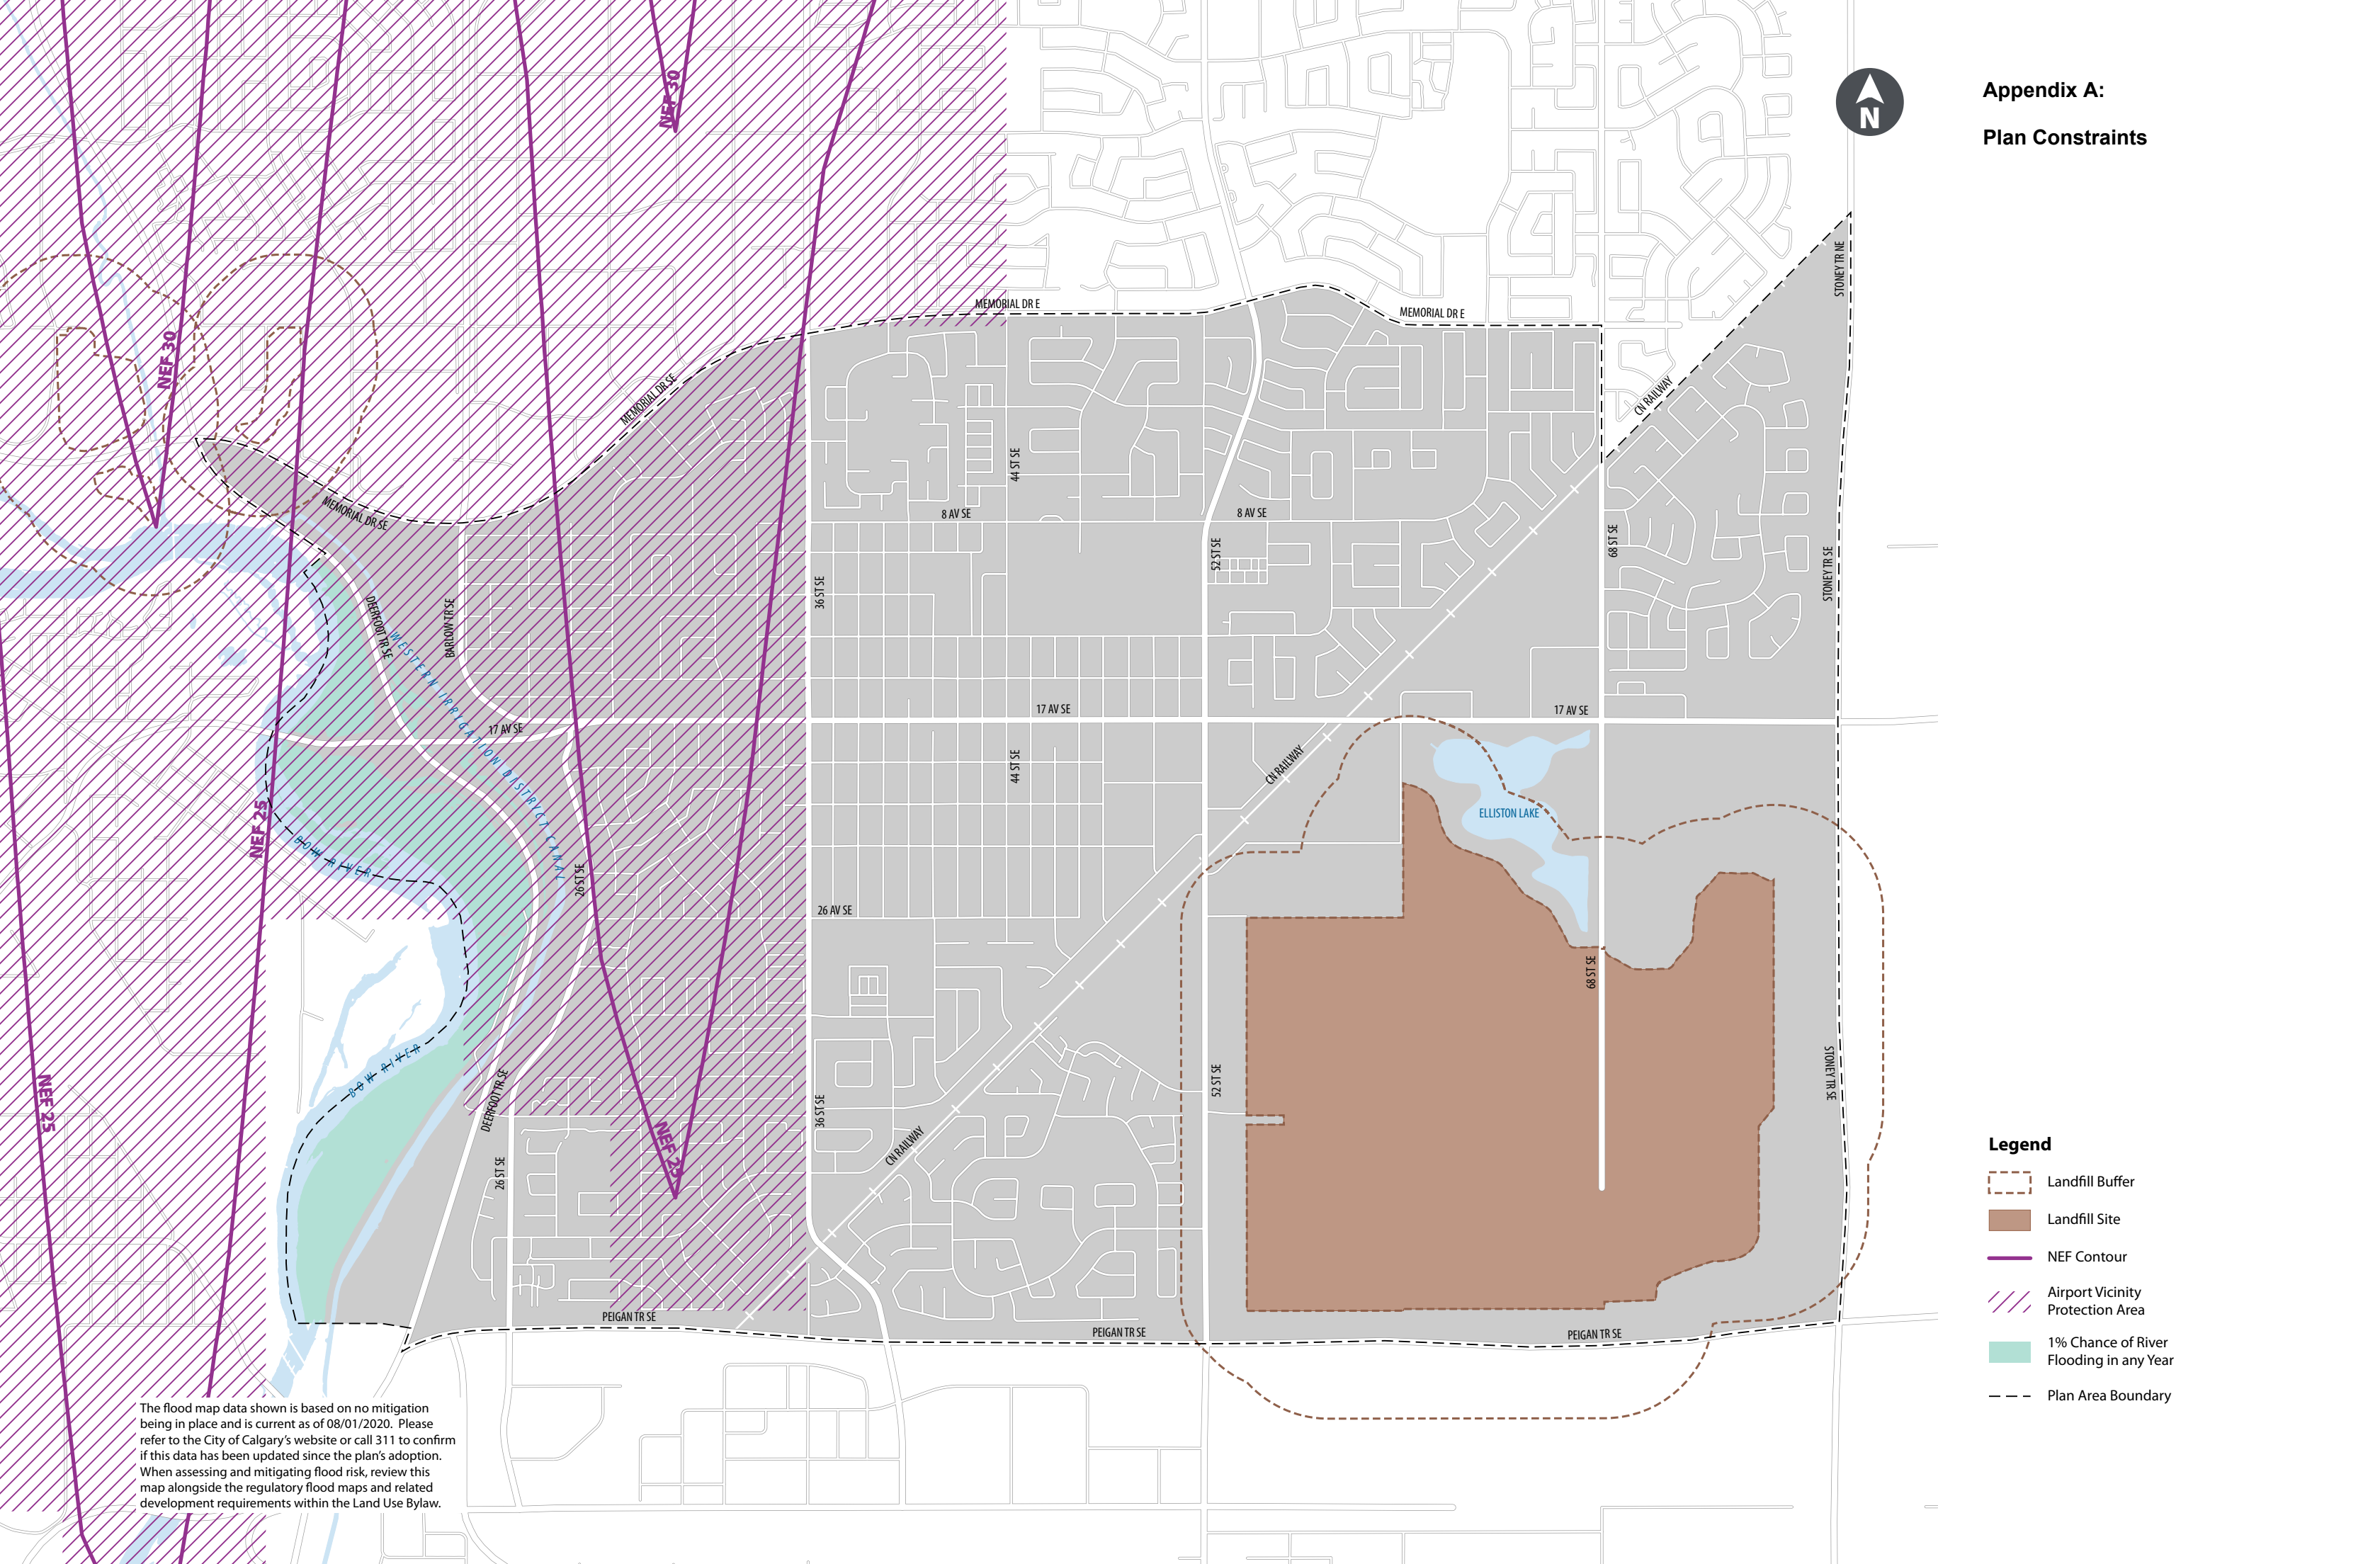 Appendix A:
Plan Constraints
N
NEF 30
STONEY TR NE
MEMORIAL DR E
MEMORIAL DR E
NEF 30
MEMORIAL DR SE
CN RAILWAY
44 ST SE
MEMORIAL DR SE
8 AV SE
8 AV SE
68 ST SE
52 ST SE
STONEY TR SE
36 ST SE
DEERFOOT TR SE
BARLOW TR SE
WESTERN IRRIGATION DISTRICT CANAL
17 AV SE
17 AV SE
17 AV SE
44 ST SE
CN RAILWAY
ELLISTON LAKE
NEF 25
BOW RIVER
26 ST SE
26 AV SE
68 ST SE
BOW RIVER
NEF 25
DEERFOOT TR SE
36 ST SE
52 ST SE
STONEY TR SE
NEF 25
CN RAILWAY
26 ST SE
PEIGAN TR SE
PEIGAN TR SE
PEIGAN TR SE
Legend
Landfill Buffer
Landfill Site
NEF Contour
Airport Vicinity
Protection Area
1% Chance of River
Flooding in any Year
Plan Area Boundary
The flood map data shown is based on no mitigation
being in place and is current as of 08/01/2020. Please
refer to the City of Calgary's website or call 311 to confirm
if this data has been updated since the plan's adoption.
When assessing and mitigating flood risk, review this
map alongside the regulatory flood maps and related
development requirements within the Land Use Bylaw.